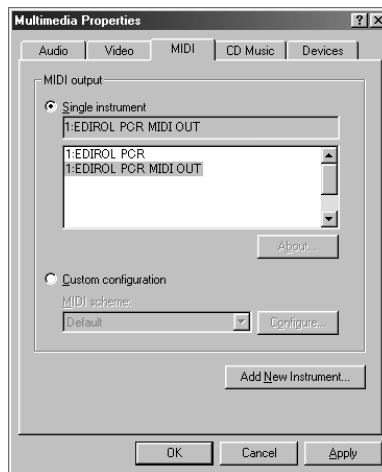 Multimedia Properties
Audio Video MIDI CD Music Devices
MIDI output
Single instrument
1:EDIROL PCR MIDI OUT
1:EDIROL PCR
1:EDIROL PCR MIDI OUT
About...
Custom configuration
MIDI scheme:
Default Configure...
Add New Instrument...
OK Cancel Apply